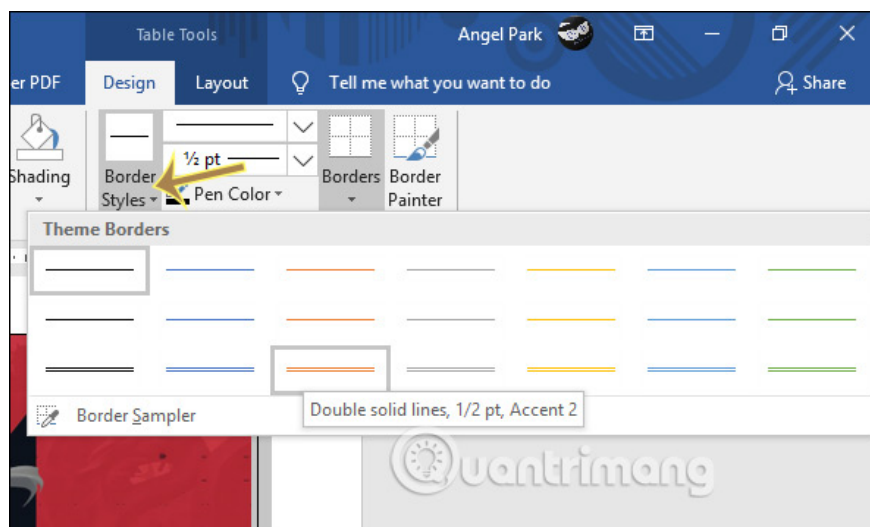 Table Tools
Angel Park
er PDF
Design
Layout
Tell me what you want to do
Share
Shading
Border
Styles
½ pt
Pen Color
Borders
Border
Painter
Theme Borders
Border Sampler
Double solid lines, 1/2 pt, Accent 2
Quantrimang